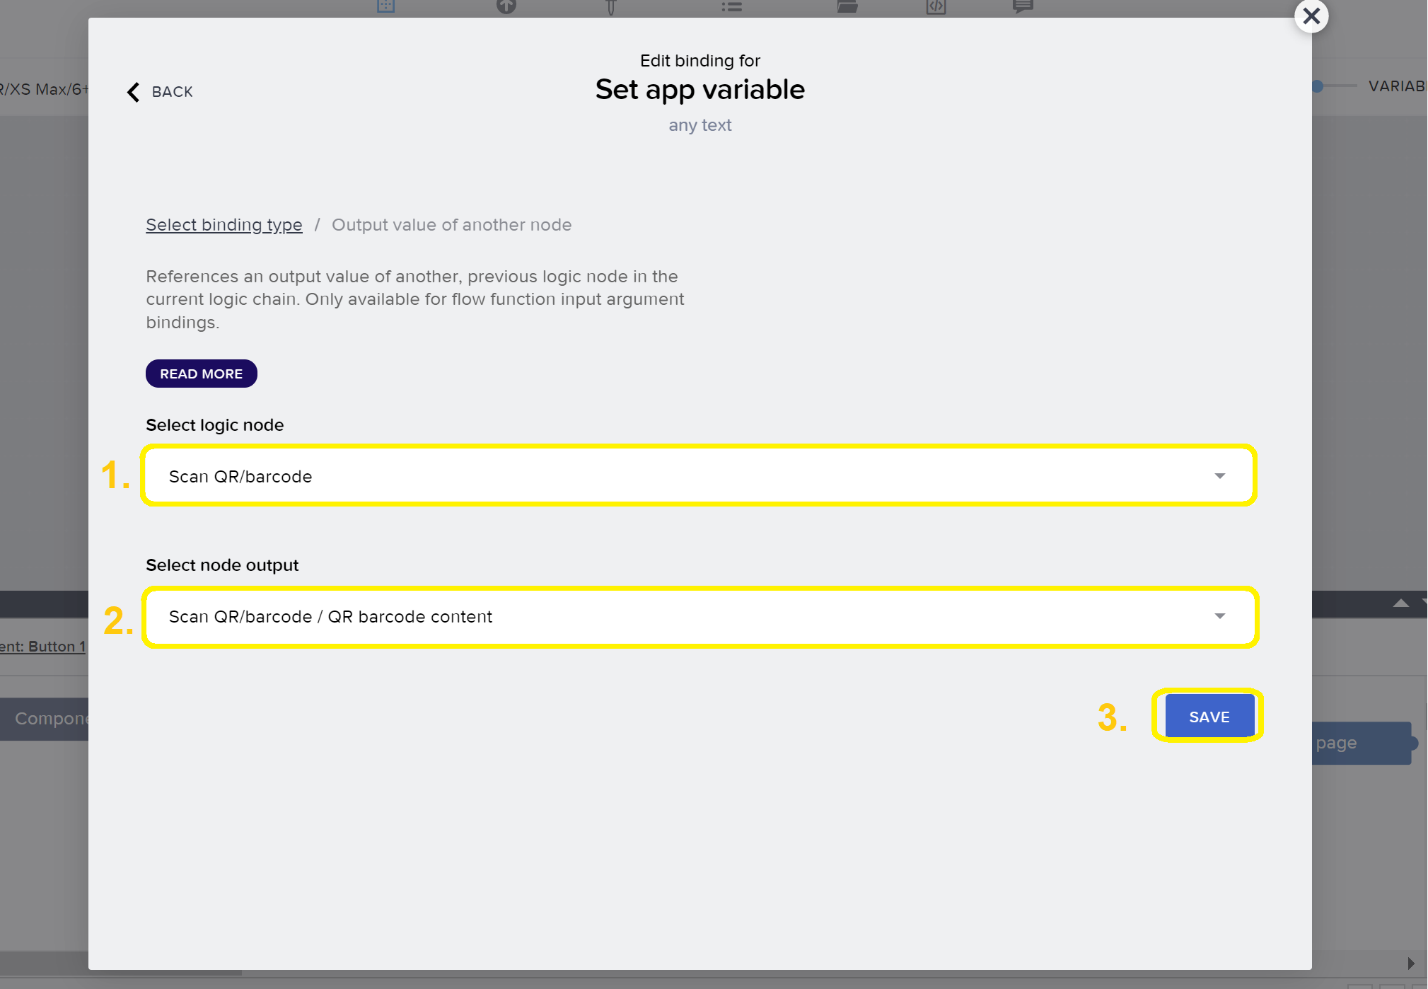 R/XS Max/6+
VARIAB
BACK
Edit binding for
Set app variable
any text
Select binding type / Output value of another node
References an output value of another, previous logic node in the
current logic chain. Only available for flow function input argument
bindings.
READ MORE
Select logic node
1.
Scan QR/barcode
Select node output
2.
Scan QR/barcode / QR barcode content
ent: Button 1
3.
SAVE
Compone
page